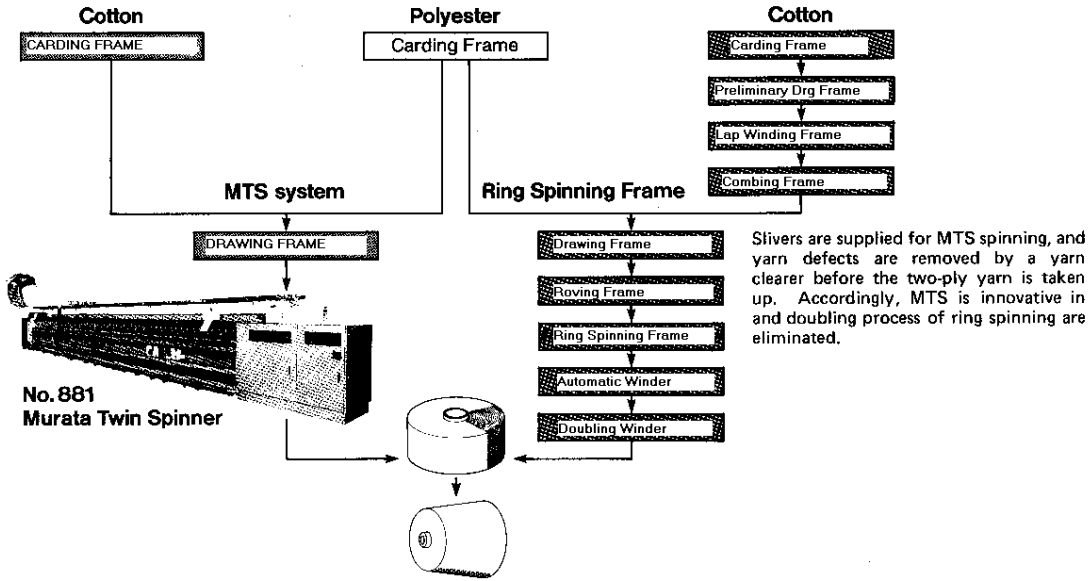 Cotton
Polyester
Cotton
CARDING FRAME
Carding Frame
Carding Frame
Preliminary Drg Frame
Lap Winding Frame
Combing Frame
MTS system
Ring Spinning Frame
DRAWING FRAME
Drawing Frame
Roving Frame
Ring Spinning Frame
Automatic Winder
Doubling Winder
Slivers are supplied for MTS spinning, and
yarn defects are removed by a yarn
clearer before the two-ply yarn is taken
up. Accordingly, MTS is innovative in
and doubling process of ring spinning are
eliminated.
No. 881
Murata Twin Spinner